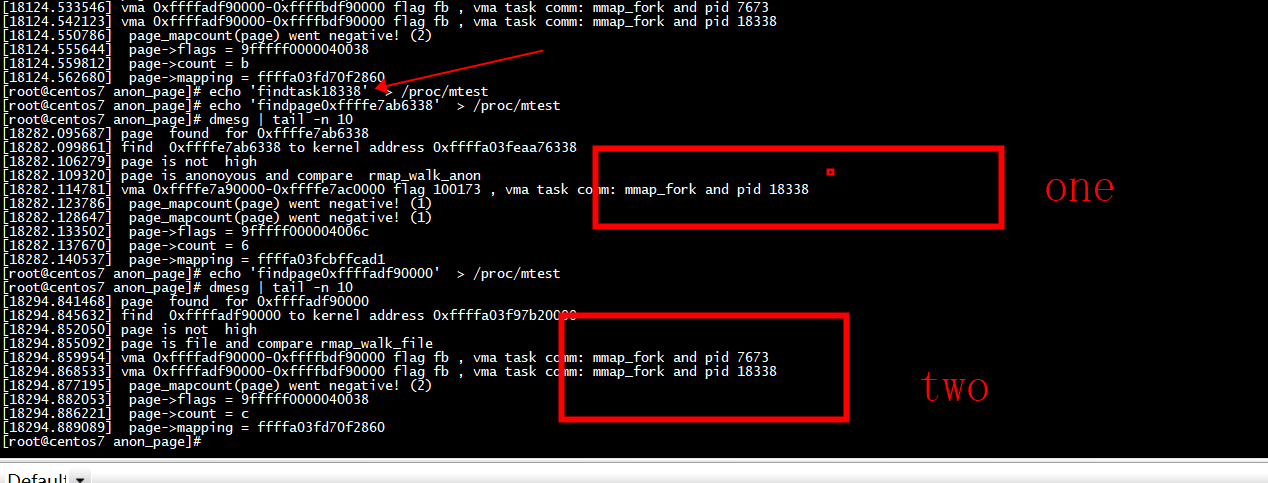 [18124.533546] vma 0xffffadf90000-0xffffbdf90000 flag fb , vma task comm: mmap_fork and pid 7673
[18124.542123] vma 0xffffadf90000-0xffffbdf90000 flag fb , vma task comm: mmap_fork and pid 18338
[18124.550786]  page_mapcount(page) went negative! (2)
[18124.555644]  page->flags = 9fffff0000040038
[18124.559812]  page->count = b
[18124.562680]  page->mapping = ffffa03fd70f2860
[root@centos7 anon_page]# echo 'findtask18338'  > /proc/mtest
[root@centos7 anon_page]# echo 'findpage0xffffe7ab6338'  > /proc/mtest
[root@centos7 anon_page]# dmesg | tail -n 10
[18282.095687] page  found  for 0xffffe7ab6338
[18282.099861] find  0xffffe7ab6338 to kernel address 0xffffa03feaa76338
[18282.106279] page is not  high
[18282.109320] page is anonoyous and compare  rmap_walk_anon
[18282.114781] vma 0xffffe7a90000-0xffffe7ac0000 flag 100173 , vma task comm: mmap_fork and pid 18338
[18282.123786]  page_mapcount(page) went negative! (1)
[18282.128647]  page_mapcount(page) went negative! (1)
[18282.133502]  page->flags = 9fffff000004006c
[18282.137670]  page->count = 6
[18282.140537]  page->mapping = ffffa03fcbffcad1
one
[root@centos7 anon_page]# echo 'findpage0xffffadf90000'  > /proc/mtest
[root@centos7 anon_page]# dmesg | tail -n 10
[18294.841468] page  found  for 0xffffadf90000
[18294.845632] find  0xffffadf90000 to kernel address 0xffffa03f97b20000
[18294.852050] page is not  high
[18294.855092] page is file and compare rmap_walk_file
[18294.859954] vma 0xffffadf90000-0xffffbdf90000 flag fb , vma task comm: mmap_fork and pid 7673
[18294.868533] vma 0xffffadf90000-0xffffbdf90000 flag fb , vma task comm: mmap_fork and pid 18338
[18294.877195]  page_mapcount(page) went negative! (2)
[18294.882053]  page->flags = 9fffff0000040038
[18294.886221]  page->count = c
[18294.889089]  page->mapping = ffffa03fd70f2860
two
[root@centos7 anon_page]#
Default